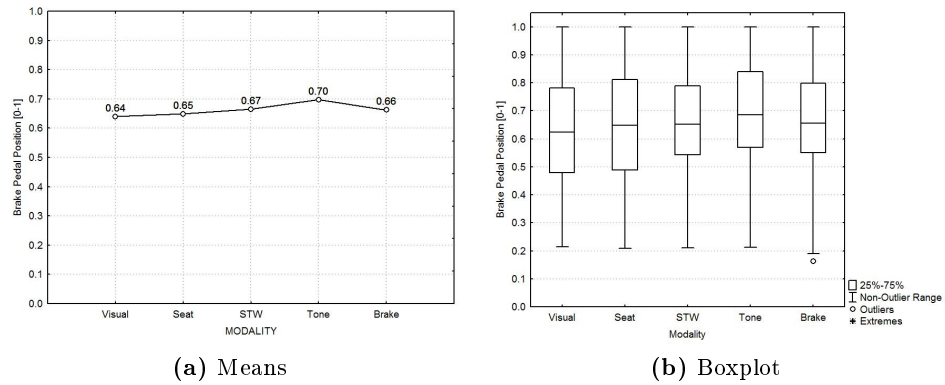 1.0
0.9
0.8
0.7
0.6
0.5
0.4
0.3
0.2
0.1
0.0
Brake Pedal Position [0-1]
0.64 0.65 0.67 0.70 0.66
Visual Seat STW Tone Brake
MODALITY
(a) Means
1.0
0.9
0.8
0.7
0.6
0.5
0.4
0.3
0.2
0.1
0.0
Brake Pedal Position [0-1]
Visual Seat STW Tone Brake
Modality
25%-75%
Non-Outlier Range
Outliers
Extremes
(b) Boxplot